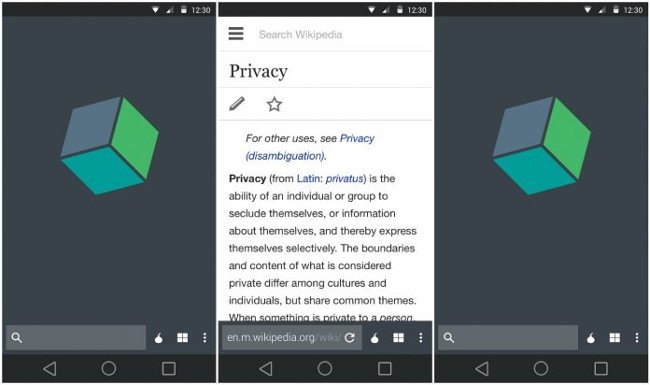 12:30
12:30
Search Wikipedia
Privacy
For other uses, see Privacy
(disambiguation).
Privacy (from Latin: privatus) is the
ability of an individual or group to
seclude themselves, or information
about themselves, and thereby express
themselves selectively. The boundaries
and content of what is considered
private differ among cultures and
individuals, but share common themes.
When something is private to a person,
en.m.wikipedia.org/wiki/
12:30